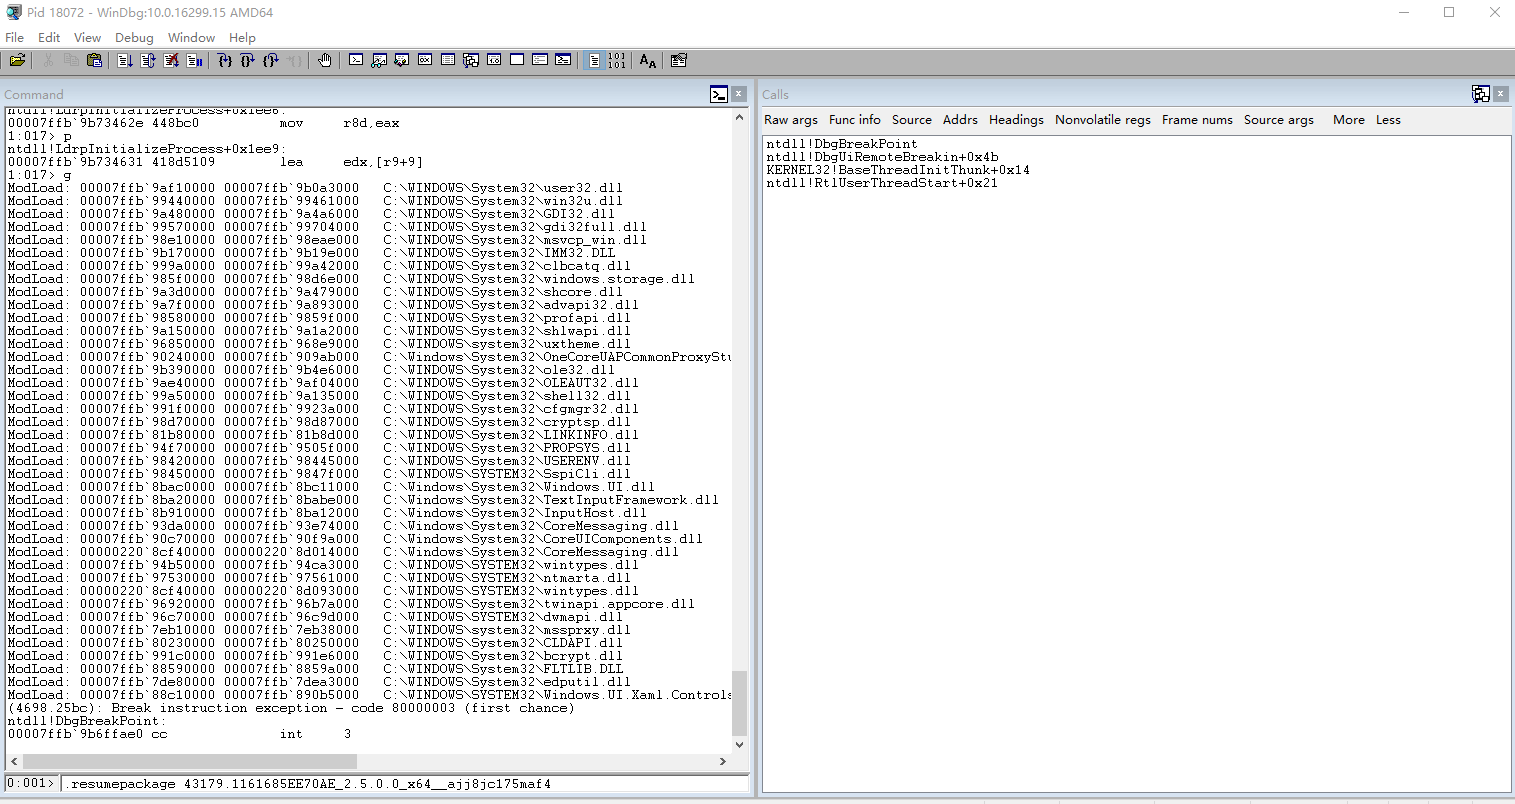 Pid 18072 - WinDbg:10.0.16299.15 AMD64
File Edit View Debug Window Help
Command
ntdll!LdrpInitializeProcess+0x1ee6:
00007ffb`9b73462e 448bc0 mov r8d,eax
1:017> p
ntdll!LdrpInitializeProcess+0x1ee9:
00007ffb`9b734631 418d5109 lea edx,[r9+9]
1:017> g
ModLoad: 00007ffb`9af10000 00007ffb`9b0a3000 C:\WINDOWS\System32\user32.dll
ModLoad: 00007ffb`99440000 00007ffb`99461000 C:\WINDOWS\System32\win32u.dll
ModLoad: 00007ffb`9a480000 00007ffb`9a4a6000 C:\WINDOWS\System32\GDI32.dll
ModLoad: 00007ffb`99570000 00007ffb`99704000 C:\WINDOWS\System32\gdi32full.dll
ModLoad: 00007ffb`98e10000 00007ffb`98eae000 C:\WINDOWS\System32\msvcp_win.dll
ModLoad: 00007ffb`9b170000 00007ffb`9b19e000 C:\WINDOWS\System32\IMM32.DLL
ModLoad: 00007ffb`999a0000 00007ffb`99a42000 C:\WINDOWS\System32\clbcatq.dll
ModLoad: 00007ffb`985f0000 00007ffb`98d6e000 C:\WINDOWS\System32\windows.storage.dll
ModLoad: 00007ffb`9a3d0000 00007ffb`9a479000 C:\WINDOWS\System32\shcore.dll
ModLoad: 00007ffb`9a7f0000 00007ffb`9a893000 C:\WINDOWS\System32\advapi32.dll
ModLoad: 00007ffb`98580000 00007ffb`9859f000 C:\WINDOWS\System32\profapi.dll
ModLoad: 00007ffb`9a150000 00007ffb`9a1a2000 C:\WINDOWS\System32\shlwapi.dll
ModLoad: 00007ffb`96850000 00007ffb`968e9000 C:\WINDOWS\system32\uxtheme.dll
ModLoad: 00007ffb`90240000 00007ffb`909ab000 C:\Windows\System32\OneCoreUAPCommonProxyStu
ModLoad: 00007ffb`9b390000 00007ffb`9b4e6000 C:\WINDOWS\System32\ole32.dll
ModLoad: 00007ffb`9ae40000 00007ffb`9af04000 C:\WINDOWS\System32\OLEAUT32.dll
ModLoad: 00007ffb`99a50000 00007ffb`9a135000 C:\WINDOWS\System32\shell32.dll
ModLoad: 00007ffb`991f0000 00007ffb`9923a000 C:\WINDOWS\System32\cfgmgr32.dll
ModLoad: 00007ffb`98d70000 00007ffb`98d87000 C:\WINDOWS\System32\cryptsp.dll
ModLoad: 00007ffb`81b80000 00007ffb`81b8d000 C:\WINDOWS\System32\LINKINFO.dll
ModLoad: 00007ffb`94f70000 00007ffb`9505f000 C:\WINDOWS\System32\PROPSYS.dll
ModLoad: 00007ffb`98420000 00007ffb`98445000 C:\WINDOWS\System32\USERENV.dll
ModLoad: 00007ffb`98450000 00007ffb`9847f000 C:\WINDOWS\SYSTEM32\SspiCli.dll
ModLoad: 00007ffb`8bac0000 00007ffb`8bc11000 C:\Windows\System32\Windows.UI.dll
ModLoad: 00007ffb`8ba20000 00007ffb`8babe000 C:\Windows\System32\TextInputFramework.dll
ModLoad: 00007ffb`8b910000 00007ffb`8ba12000 C:\Windows\System32\InputHost.dll
ModLoad: 00007ffb`93da0000 00007ffb`93e74000 C:\Windows\System32\CoreMessaging.dll
ModLoad: 00007ffb`90c70000 00007ffb`90f9a000 C:\Windows\System32\CoreUIComponents.dll
ModLoad: 00000220`8cf40000 00000220`8d014000 C:\Windows\System32\CoreMessaging.dll
ModLoad: 00007ffb`94b50000 00007ffb`94ca3000 C:\WINDOWS\SYSTEM32\wintypes.dll
ModLoad: 00007ffb`97530000 00007ffb`97561000 C:\WINDOWS\SYSTEM32\ntmarta.dll
ModLoad: 00000220`8cf40000 00000220`8d093000 C:\WINDOWS\SYSTEM32\wintypes.dll
ModLoad: 00007ffb`96920000 00007ffb`96b7a000 C:\WINDOWS\System32\twinapi.appcore.dll
ModLoad: 00007ffb`96c70000 00007ffb`96c9d000 C:\WINDOWS\SYSTEM32\dwmapi.dll
ModLoad: 00007ffb`7eb10000 00007ffb`7eb38000 C:\WINDOWS\system32\mssprxy.dll
ModLoad: 00007ffb`80230000 00007ffb`80250000 C:\WINDOWS\System32\CLDAPI.dll
ModLoad: 00007ffb`991c0000 00007ffb`991e6000 C:\WINDOWS\System32\bcrypt.dll
ModLoad: 00007ffb`88590000 00007ffb`8859a000 C:\WINDOWS\System32\FLTLIB.DLL
ModLoad: 00007ffb`7de80000 00007ffb`7dea3000 C:\WINDOWS\System32\edputil.dll
ModLoad: 00007ffb`88c10000 00007ffb`890b5000 C:\WINDOWS\SYSTEM32\Windows.UI.Xaml.Controls
(4698.25bc): Break instruction exception - code 80000003 (first chance)
ntdll!DbgBreakPoint:
00007ffb`9b6ffae0 cc int 3
0:001> .resumepackage 43179.1161685EE70AE_2.5.0.0_x64__ajj8jc175maf4
Calls
Raw args Func info Source Addrs Headings Nonvolatile regs Frame nums Source args More Less
ntdll!DbgBreakPoint
ntdll!DbgUiRemoteBreakin+0x4b
KERNEL32!BaseThreadInitThunk+0x14
ntdll!RtlUserThreadStart+0x21